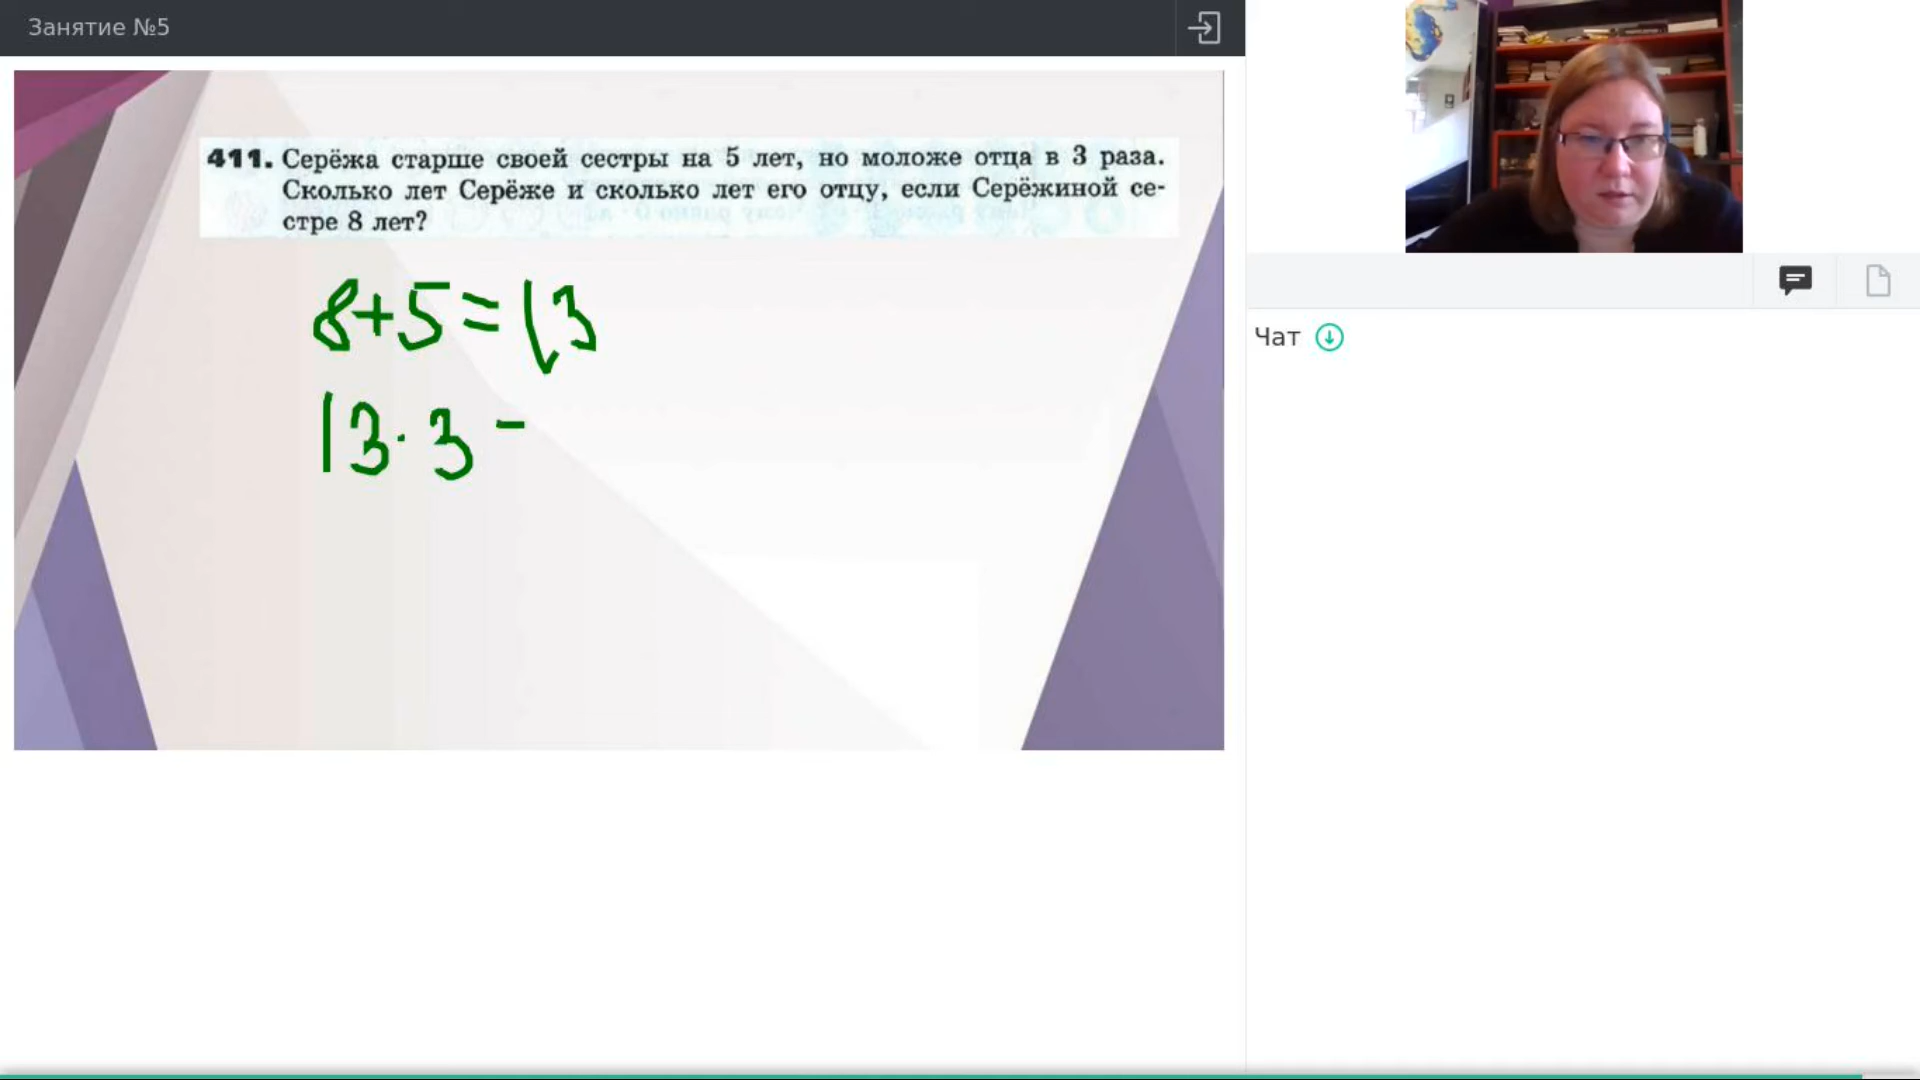 Занятие №5
411. Серёжа старше своей сестры на 5 лет, но моложе отца в 3 раза.
Сколько лет Серёже и сколько лет его отцу, если Серёжиной се-
стре 8 лет?
8+5=13
13·3 -
Чат